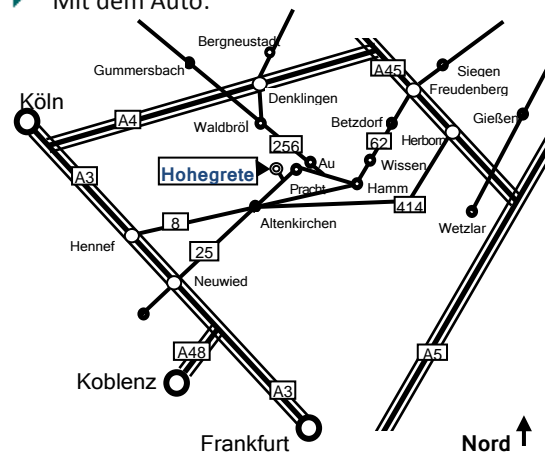 Mit dem Auto:
Bergneustadt
Gummersbach
A45
Siegen
Freudenberg
Denklingen
Köln
A4
Waldbröl
Betzdorf
Gießen
256
62
Herborn
A3
Au
Wissen
Hohegrete
Pracht
Hamm
414
8
Altenkirchen
Wetzlar
Hennef
25
Neuwied
A48
A5
Koblenz
A3
Frankfurt
Nord